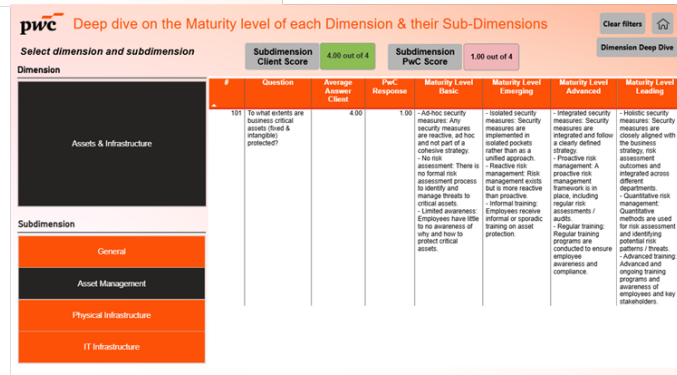 pwc
Deep dive on the Maturity level of each Dimension & their Sub-Dimensions
Clear filters
Select dimension and subdimension
Subdimension
Client Score
4.00 out of 4
Subdimension
PwC Score
1.00 out of 4
Dimension Deep Dive
Dimension
Assets & Infrastructure
Subdimension
General
Asset Management
Physical Infrastructure
IT Infrastructure
#
Question
Average
Answer
Client
PwC
Response
Maturity Level
Basic
Maturity Level
Emerging
Maturity Level
Advanced
Maturity Level
Leading
101
To what extents are
business critical
assets (fixed &
intangible)
protected?
4.00
1.00
- Ad-hoc security
measures: Any
security measures
are reactive, ad hoc
and not part of a
cohesive strategy.
- No risk
assessment: There is
no formal risk
assessment process
to identify and
manage threats to
critical assets.
- Limited awareness:
Employees have little
to no awareness of
why and how to
protect critical
assets.
- Isolated security
measures: Security
measures are
implemented in
isolated pockets
rather than as a
unified approach.
- Reactive risk
management: Risk
management exists
but is more reactive
than proactive.
- Informal training:
Employees receive
informal or sporadic
training on asset
protection.
- Integrated security
measures: Security
measures are
integrated and follow
a clearly defined
strategy.
- Proactive risk
management: A
proactive risk
management
framework is in
place, including
regular risk
assessments /
audits.
- Regular training:
Regular training
programs are
conducted to ensure
employee
awareness and
compliance.
- Holistic security
measures: Security
measures are
closely aligned with
the business
strategy, risk
assessment
outcomes and
integrated across
different
departments.
- Quantitative risk
management:
Quantitative
methods are used
for risk assessment
and identifying
potential risk
patterns / threats.
- Advanced training:
Advanced and
ongoing training
programs and
awareness of
employees and key
stakeholders.